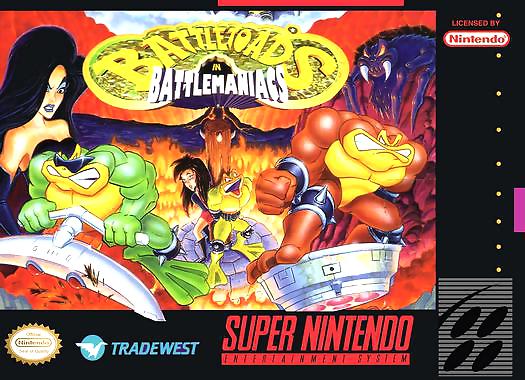 LICENSED BY
Nintendo
BATTLETOADS
IN
BATTLEMANIACS
Official
Nintendo
Seal of Quality
TRADEWEST
SUPER NINTENDO
ENTERTAINMENT SYSTEM